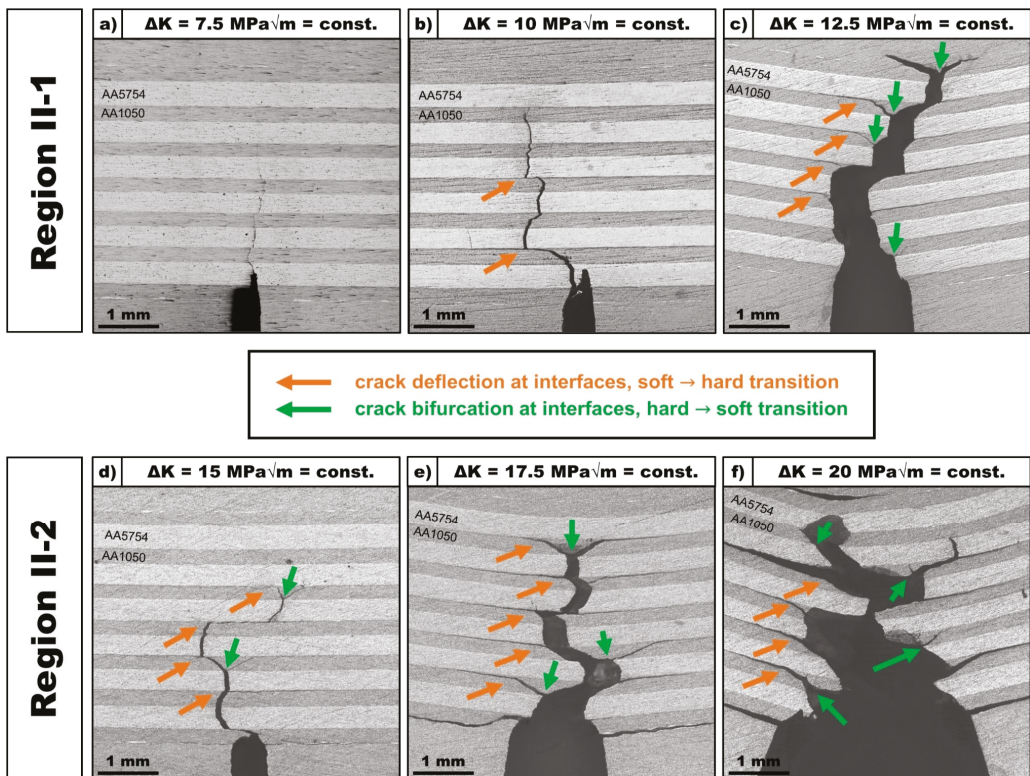 Region II-1
a) ΔK = 7.5 MPa√m = const.
AA5754
AA1050
1 mm
b) ΔK = 10 MPa√m = const.
AA5754
AA1050
1 mm
c) ΔK = 12.5 MPa√m = const.
AA5754
AA1050
1 mm
crack deflection at interfaces, soft → hard transition
crack bifurcation at interfaces, hard → soft transition
Region II-2
d) ΔK = 15 MPa√m = const.
AA5754
AA1050
1 mm
e) ΔK = 17.5 MPa√m = const.
AA5754
AA1050
1 mm
f) ΔK = 20 MPa√m = const.
AA5754
AA1050
1 mm